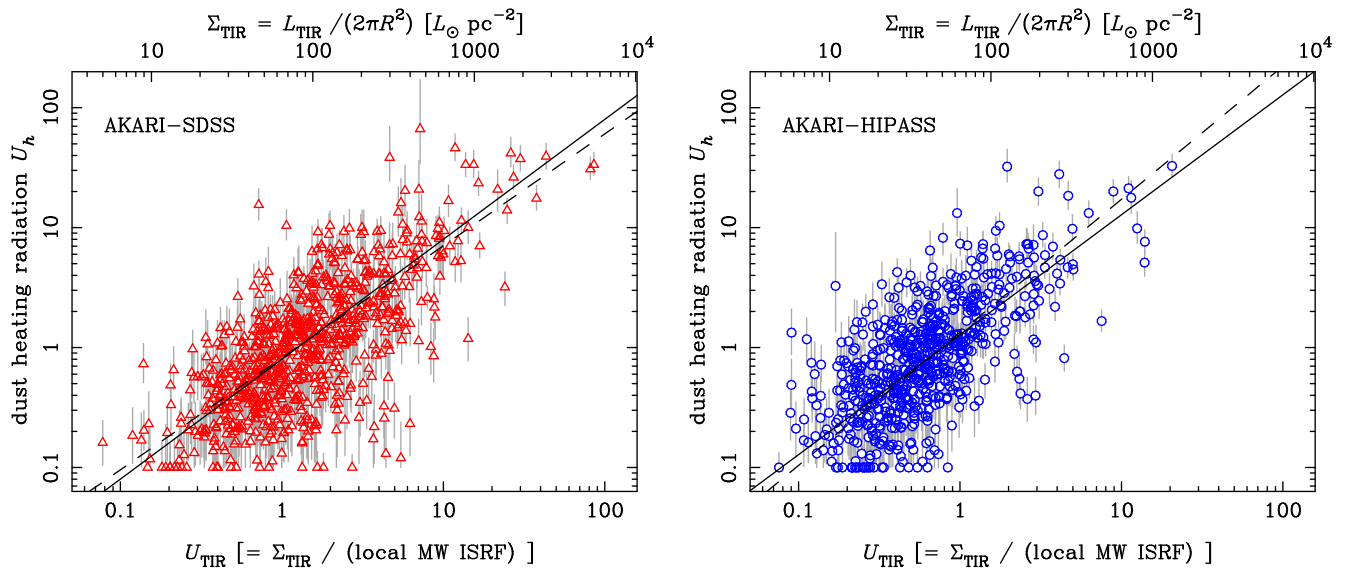 Σ_TIR = L_TIR /(2πR²) [L_⊙ pc⁻²]
10 100 1000 10⁴
AKARI−SDSS
dust heating radiation U_h
100
10
1
0.1
0.1 1 10 100
U_TIR [= Σ_TIR / (local MW ISRF) ]
Σ_TIR = L_TIR /(2πR²) [L_⊙ pc⁻²]
10 100 1000 10⁴
AKARI−HIPASS
dust heating radiation U_h
100
10
1
0.1
0.1 1 10 100
U_TIR [= Σ_TIR / (local MW ISRF) ]